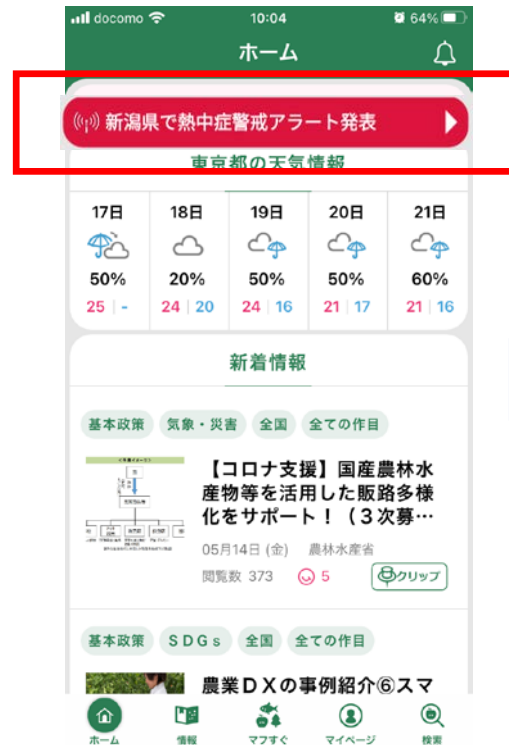 docomo 10:04 64%
ホーム
新潟県で熱中症警戒アラート発表
東京都の天気情報
17日 18日 19日 20日 21日
50% 20% 50% 50% 60%
25 | - 24 | 20 24 | 16 21 | 17 21 | 16
新着情報
基本政策 気象・災害 全国 全ての作目
【コロナ支援】国産農林水
産物等を活用した販路多様
化をサポート！（３次募…
05月14日 (金) 農林水産省
閲覧数 373 5 クリップ
基本政策 ＳＤＧｓ 全国 全ての作目
農業ＤＸの事例紹介⑥スマ
ホーム 情報 マフすぐ マイページ 検索